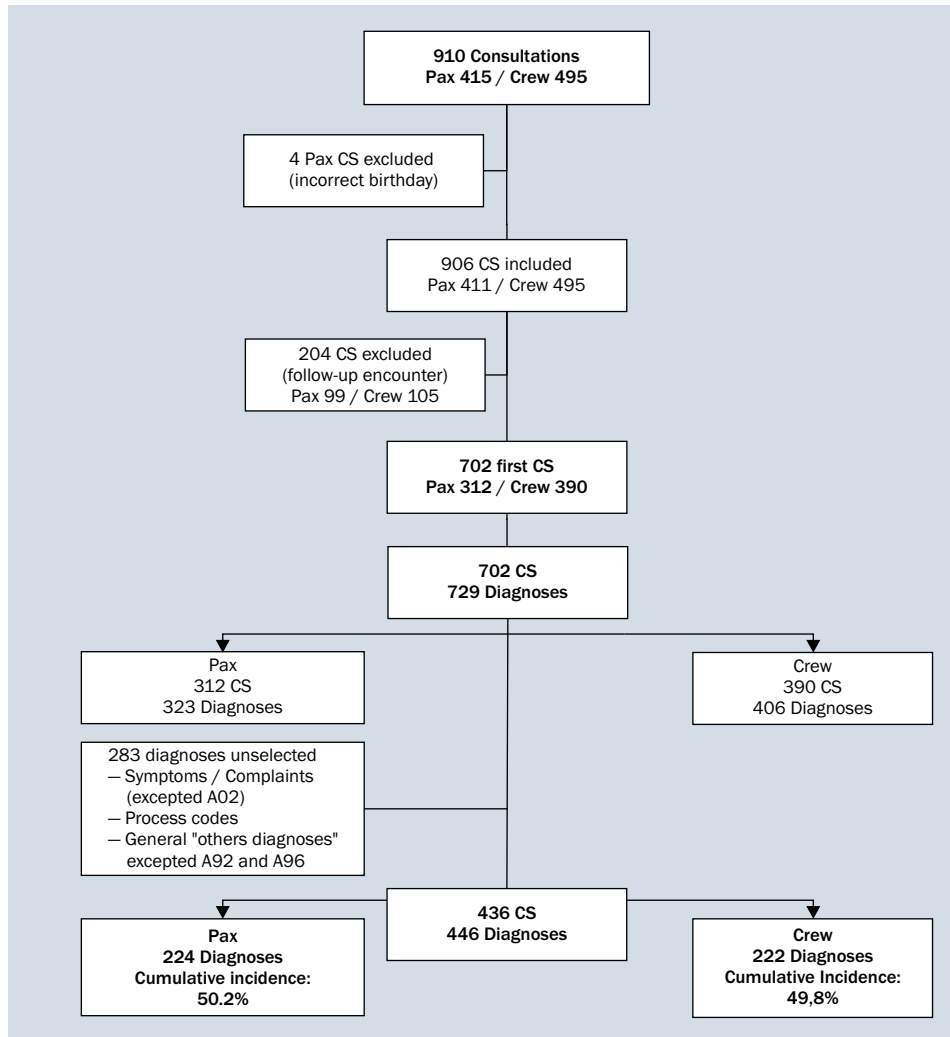 910 Consultations
Pax 415 / Crew 495
4 Pax CS excluded
(incorrect birthday)
906 CS included
Pax 411 / Crew 495
204 CS excluded
(follow-up encounter)
Pax 99 / Crew 105
702 first CS
Pax 312 / Crew 390
702 CS
729 Diagnoses
Pax
312 CS
323 Diagnoses
Crew
390 CS
406 Diagnoses
283 diagnoses unselected
— Symptoms / Complaints
(excepted A02)
— Process codes
— General "others diagnoses"
excepted A92 and A96
436 CS
446 Diagnoses
Pax
224 Diagnoses
Cumulative incidence:
50.2%
Crew
222 Diagnoses
Cumulative Incidence:
49,8%